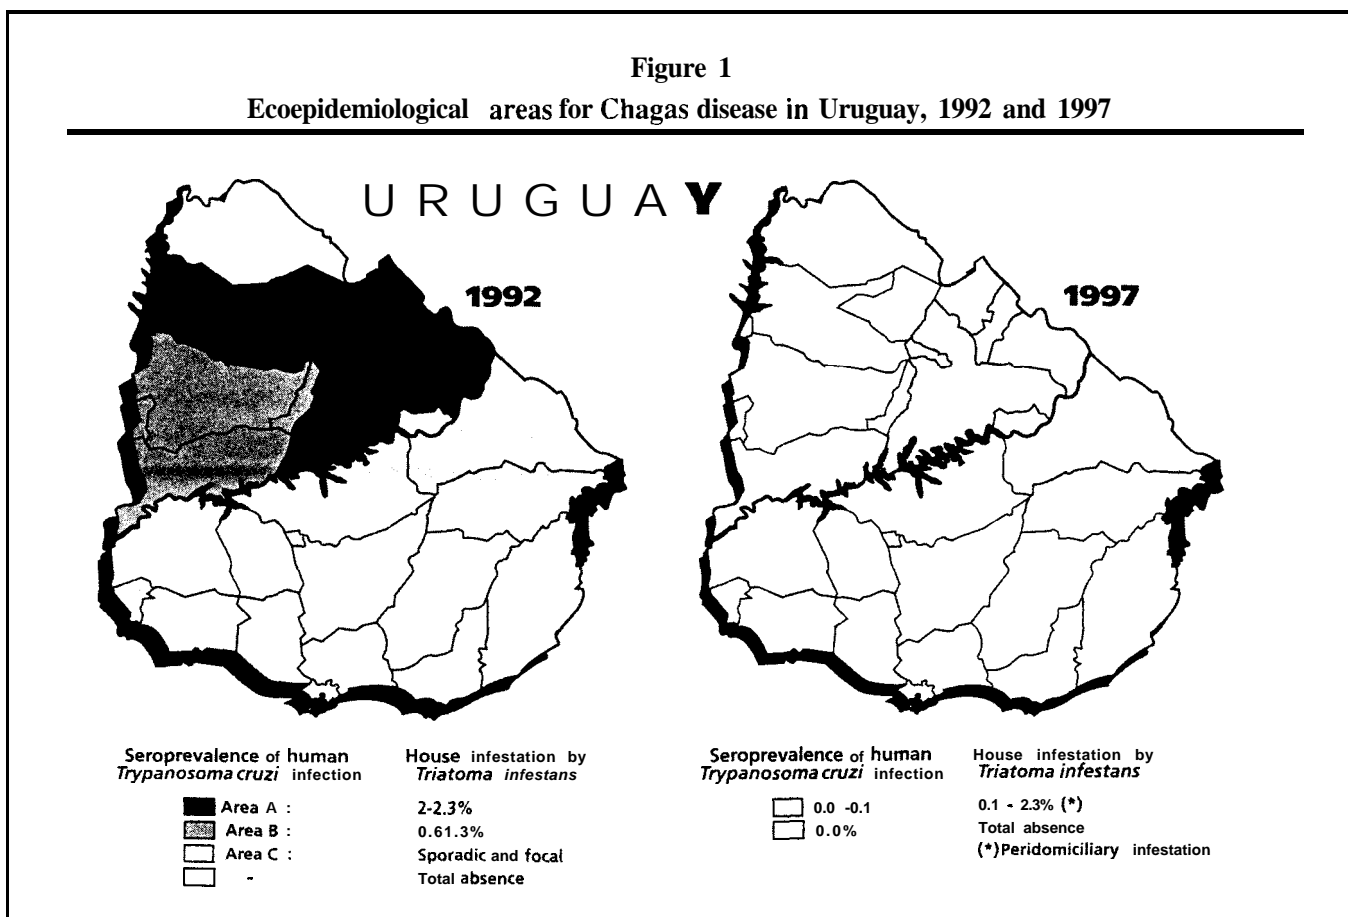 Figure 1
Ecoepidemiological areas for Chagas disease in Uruguay, 1992 and 1997
URUGUAY
1992
1997
Seroprevalence of human
Trypanosoma cruzi infection
House infestation by
Triatoma infestans
Area A : 2-2.3%
Area B : 0.61.3%
Area C : Sporadic and focal
- Total absence
Seroprevalence of human
Trypanosoma cruzi infection
House infestation by
Triatoma infestans
0.0 -0.1 0.1 - 2.3% (*)
0.0% Total absence
(*)Peridomiciliary infestation